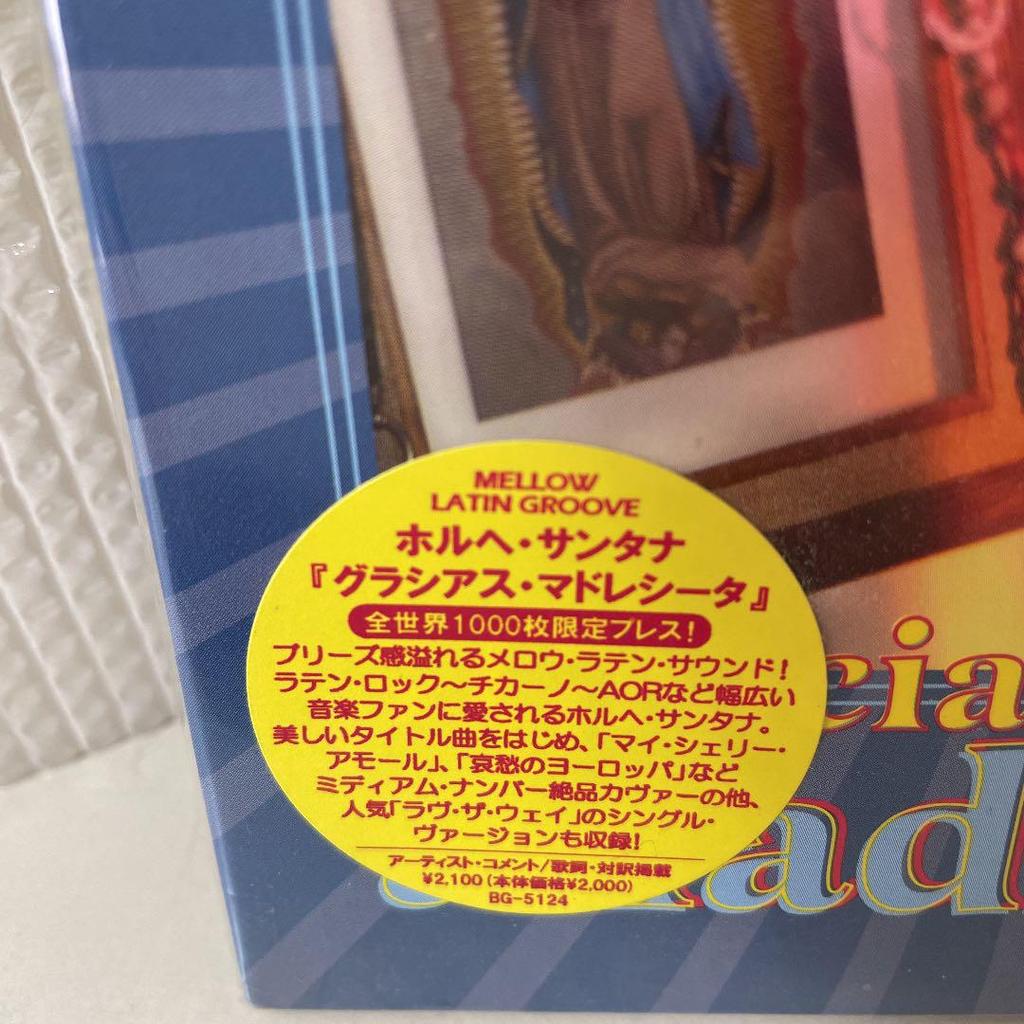 MELLOW
LATIN GROOVE
ホルヘ・サンタナ
『グラシアス・マドレシータ』
全世界1000枚限定プレス!
ブリーズ感溢れるメロウ・ラテン・サウンド!
ラテン・ロック〜チカーノ〜AORなど幅広い
音楽ファンに愛されるホルヘ・サンタナ。
美しいタイトル曲をはじめ、「マイ・シェリー・
アモール」、「哀愁のヨーロッパ」など
ミディアム・ナンバー絶品カヴァーの他、
人気「ラヴ・ザ・ウェイ」のシングル・
ヴァージョンも収録!
アーティスト・コメント/歌詞・対訳掲載
¥2,100(本体価格¥2,000)
BG-5124
cia
ad